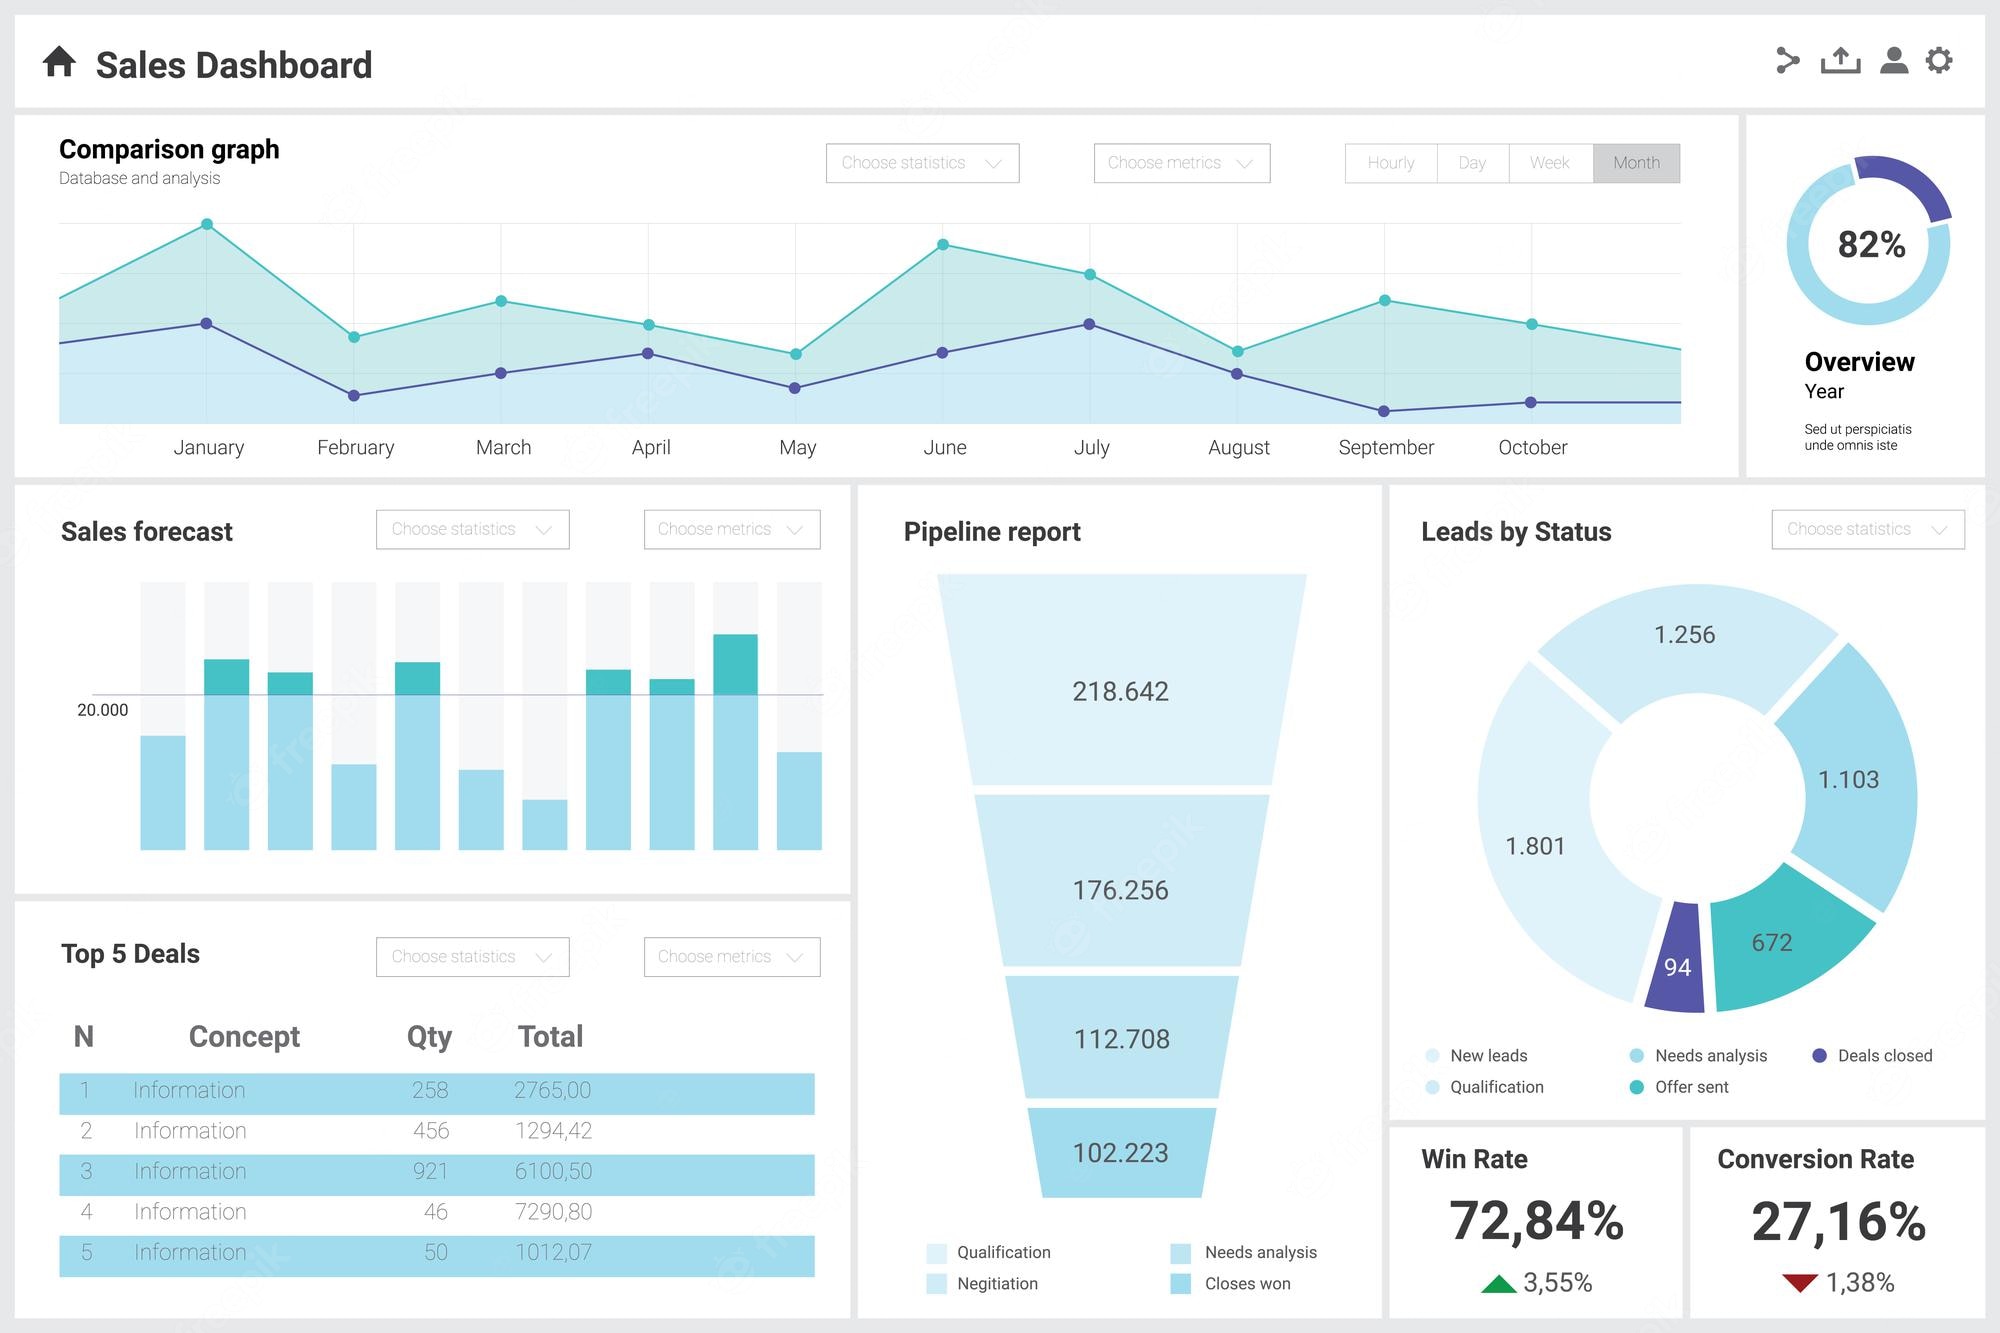 Sales Dashboard
Comparison graph
Database and analysis
Choose statistics
Choose metrics
Hourly Day Week Month
January February March April May June July August September October
82%
Overview
Year
Sed ut perspiciatis
unde omnis iste
Sales forecast
Choose statistics
Choose metrics
20.000
Top 5 Deals
Choose statistics
Choose metrics
N Concept Qty Total
1 Information 258 2765,00
2 Information 456 1294,42
3 Information 921 6100,50
4 Information 46 7290,80
5 Information 50 1012,07
Pipeline report
218.642
176.256
112.708
102.223
Qualification Needs analysis
Negitiation Closes won
Leads by Status
Choose statistics
1.256
1.103
1.801
672
94
New leads Needs analysis Deals closed
Qualification Offer sent
Win Rate
72,84%
3,55%
Conversion Rate
27,16%
1,38%
freepik